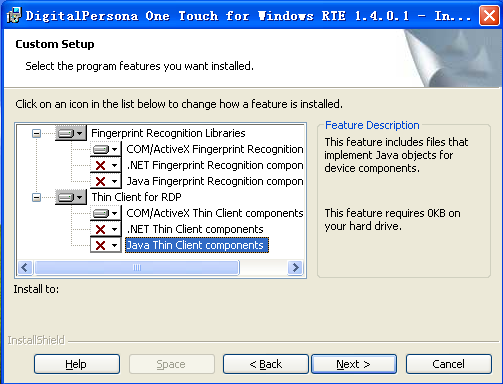 DigitalPersona One Touch for Windows RTE 1.4.0.1 - In...
Custom Setup
Select the program features you want installed.
Click on an icon in the list below to change how a feature is installed.
Fingerprint Recognition Libraries
COM/ActiveX Fingerprint Recognition
.NET Fingerprint Recognition compon
Java Fingerprint Recognition compon
Thin Client for RDP
COM/ActiveX Thin Client components
.NET Thin Client components
Java Thin Client components
Feature Description
This feature includes files that
implement Java objects for
device components.
This feature requires 0KB on
your hard drive.
Install to:
InstallShield
Help
Space
< Back
Next >
Cancel